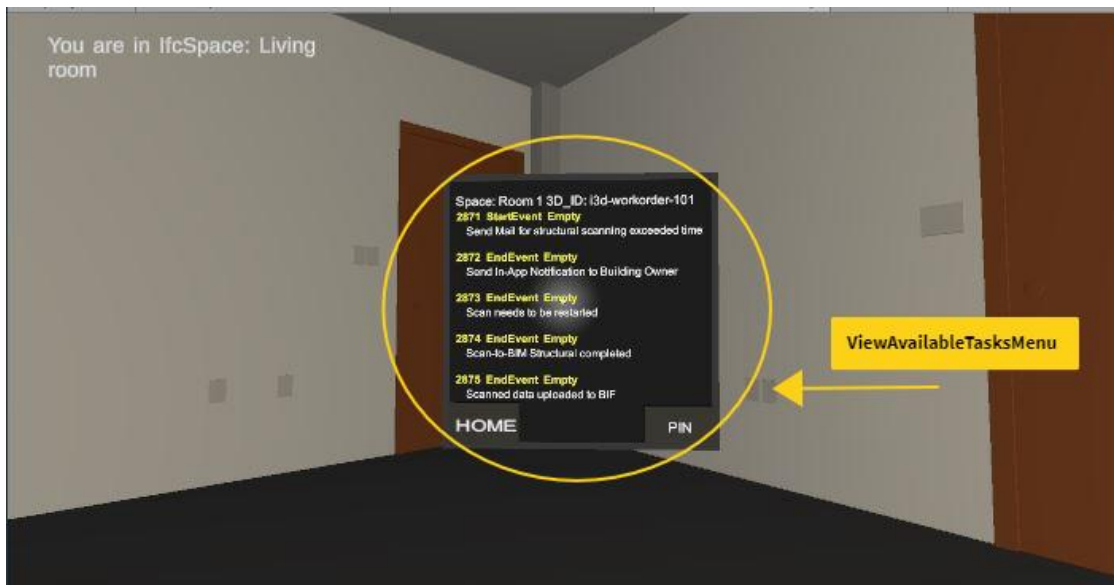 You are in IfcSpace: Living
room
Space: Room 1 3D_ID: i3d-workorder-101
2871 StartEvent Empty
Send Mail for structural scanning exceeded time
2872 EndEvent Empty
Send In-App Notification to Building Owner
2873 EndEvent Empty
Scan needs to be restarted
2874 EndEvent Empty
Scan-to-BIM Structural completed
2875 EndEvent Empty
Scanned data uploaded to BIF
HOME
PIN
ViewAvailableTasksMenu